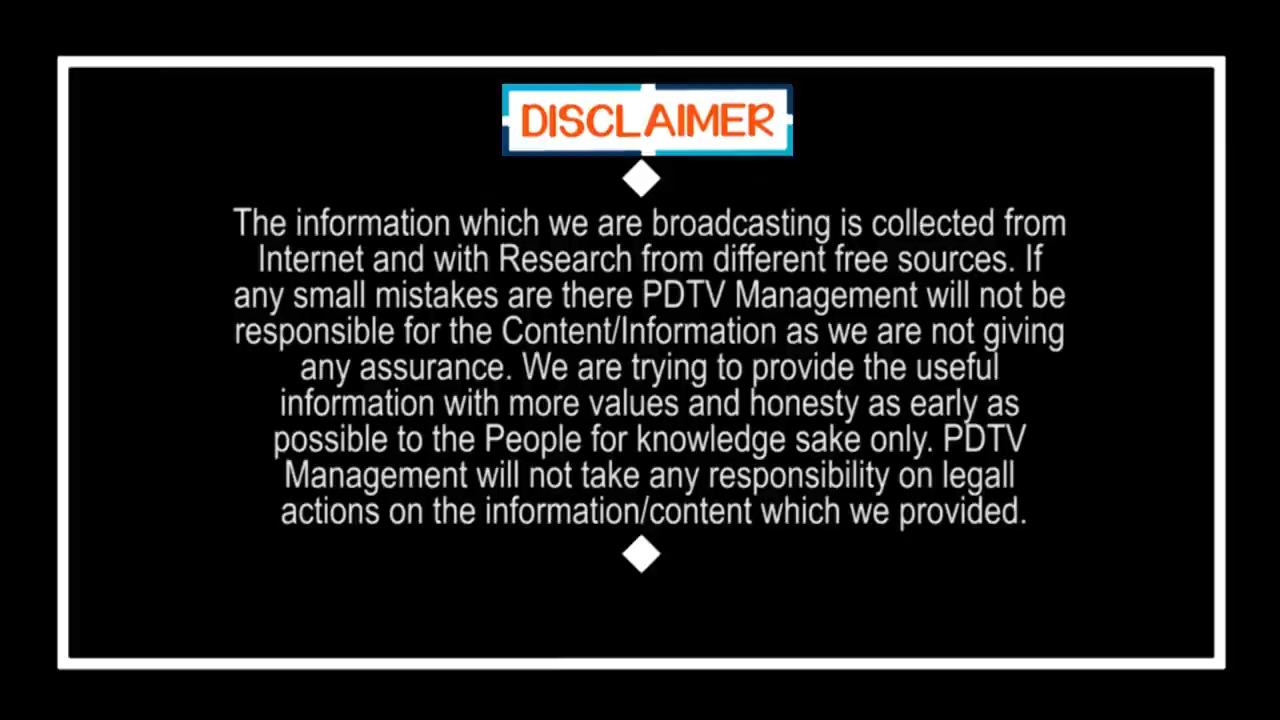 DISCLAIMER
The information which we are broadcasting is collected from
Internet and with Research from different free sources. If
any small mistakes are there PDTV Management will not be
responsible for the Content/Information as we are not giving
any assurance. We are trying to provide the useful
information with more values and honesty as early as
possible to the People for knowledge sake only. PDTV
Management will not take any responsibility on legall
actions on the information/content which we provided.